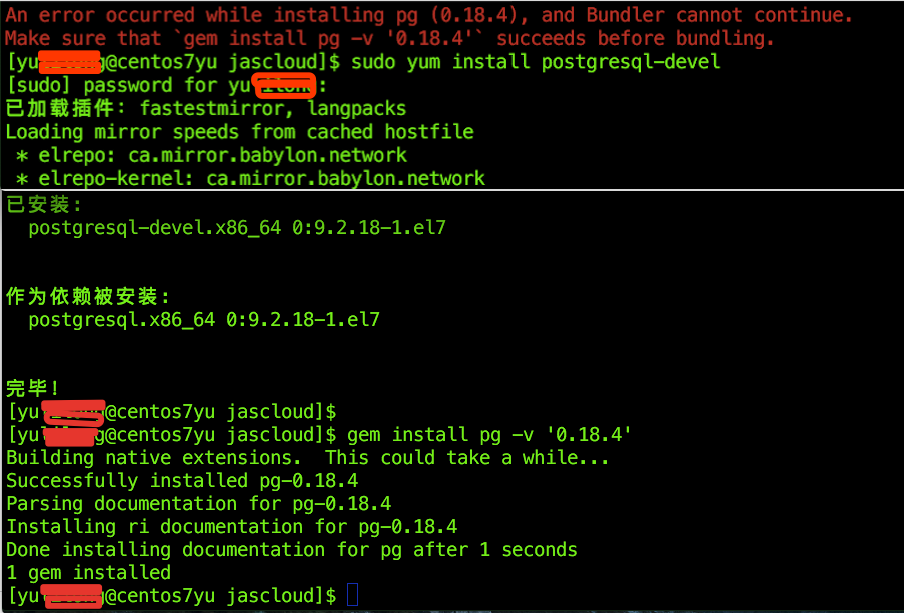 An error occurred while installing pg (0.18.4), and Bundler cannot continue.
Make sure that `gem install pg -v '0.18.4'` succeeds before bundling.
[yu g@centos7yu jascloud]$ sudo yum install postgresql-devel
[sudo] password for yu :
已加载插件：fastestmirror, langpacks
Loading mirror speeds from cached hostfile
* elrepo: ca.mirror.babylon.network
* elrepo-kernel: ca.mirror.babylon.network
已安装:
postgresql-devel.x86_64 0:9.2.18-1.el7
作为依赖被安装:
postgresql.x86_64 0:9.2.18-1.el7
完毕！
[yu g@centos7yu jascloud]$
[yu g@centos7yu jascloud]$ gem install pg -v '0.18.4'
Building native extensions.  This could take a while...
Successfully installed pg-0.18.4
Parsing documentation for pg-0.18.4
Installing ri documentation for pg-0.18.4
Done installing documentation for pg after 1 seconds
1 gem installed
[yu g@centos7yu jascloud]$